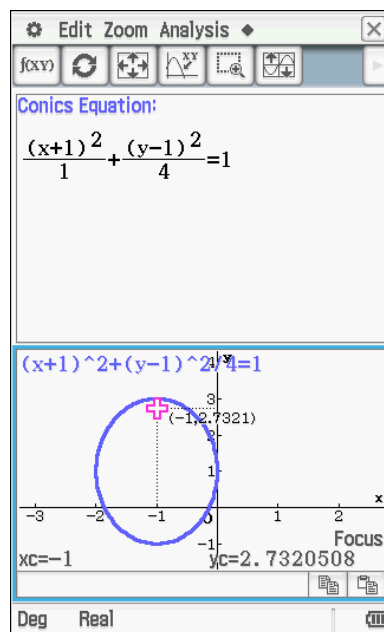 Edit Zoom Analysis ◆
f(XY) XY
Conics Equation:
(x+1)^2/1+(y-1)^2/4=1
(x+1)^2+(y-1)^2/4=1
y
4
3
(-1,2.7321)
2
1
x
-3 -2 -1 0 1 2
-1
Focus
xc=-1 yc=2.7320508
Deg Real